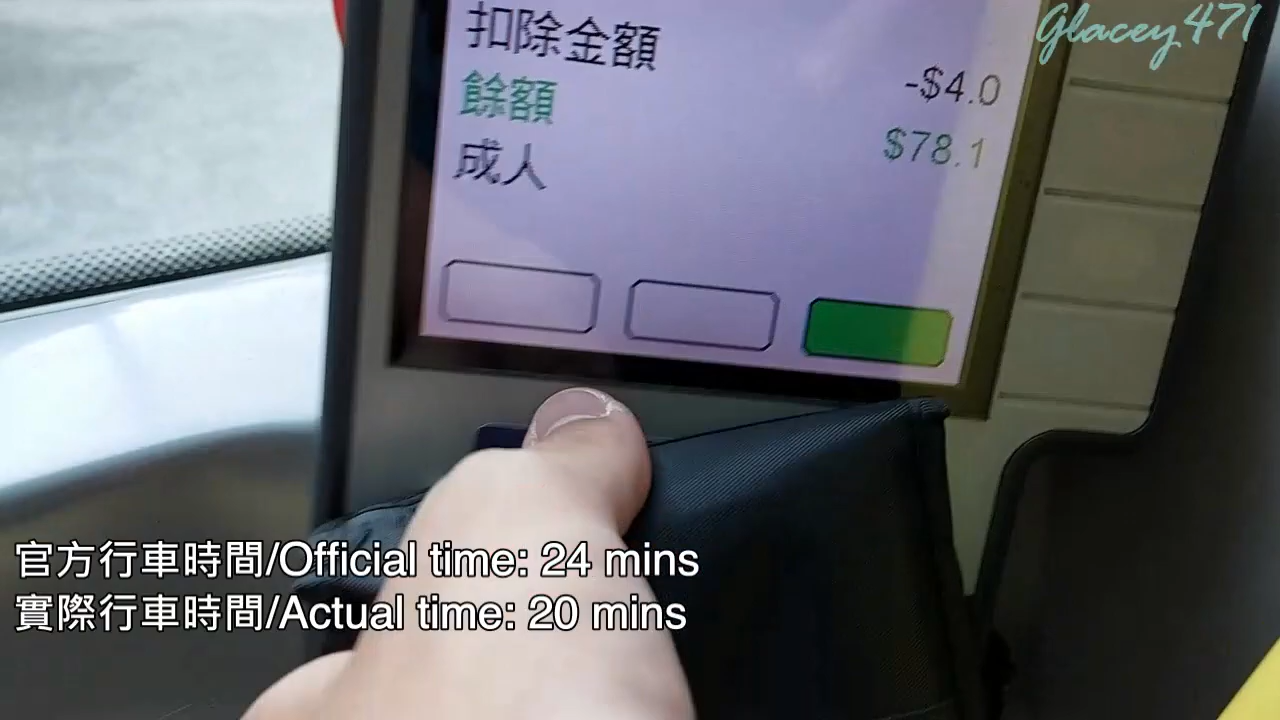 Glacey471
扣除金額 -$4.0
餘額 $78.1
成人
官方行車時間/Official time: 24 mins
實際行車時間/Actual time: 20 mins